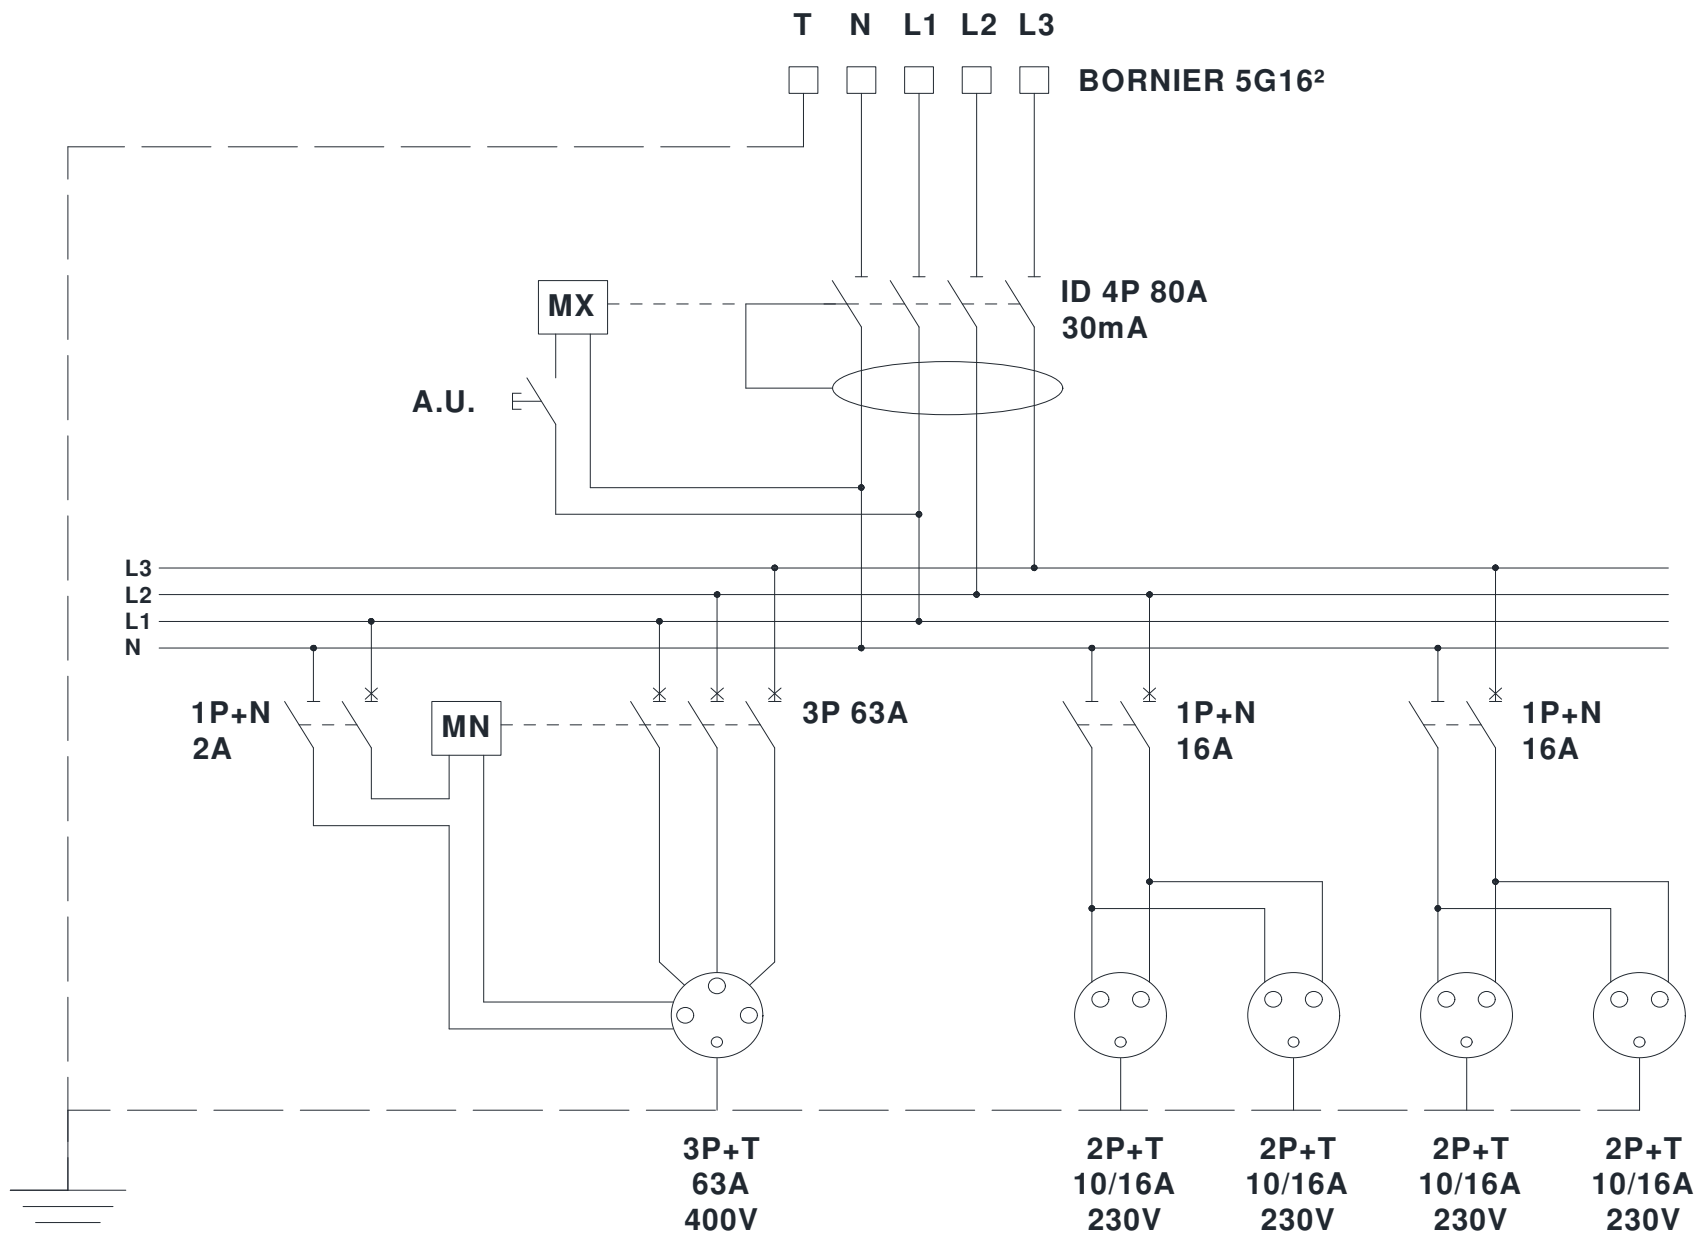 T N L1 L2 L3
BORNIER 5G16²
MX
ID 4P 80A
30mA
A.U.
L3
L2
L1
N
1P+N
2A
MN
3P 63A
1P+N
16A
1P+N
16A
3P+T
63A
400V
2P+T
10/16A
230V
2P+T
10/16A
230V
2P+T
10/16A
230V
2P+T
10/16A
230V